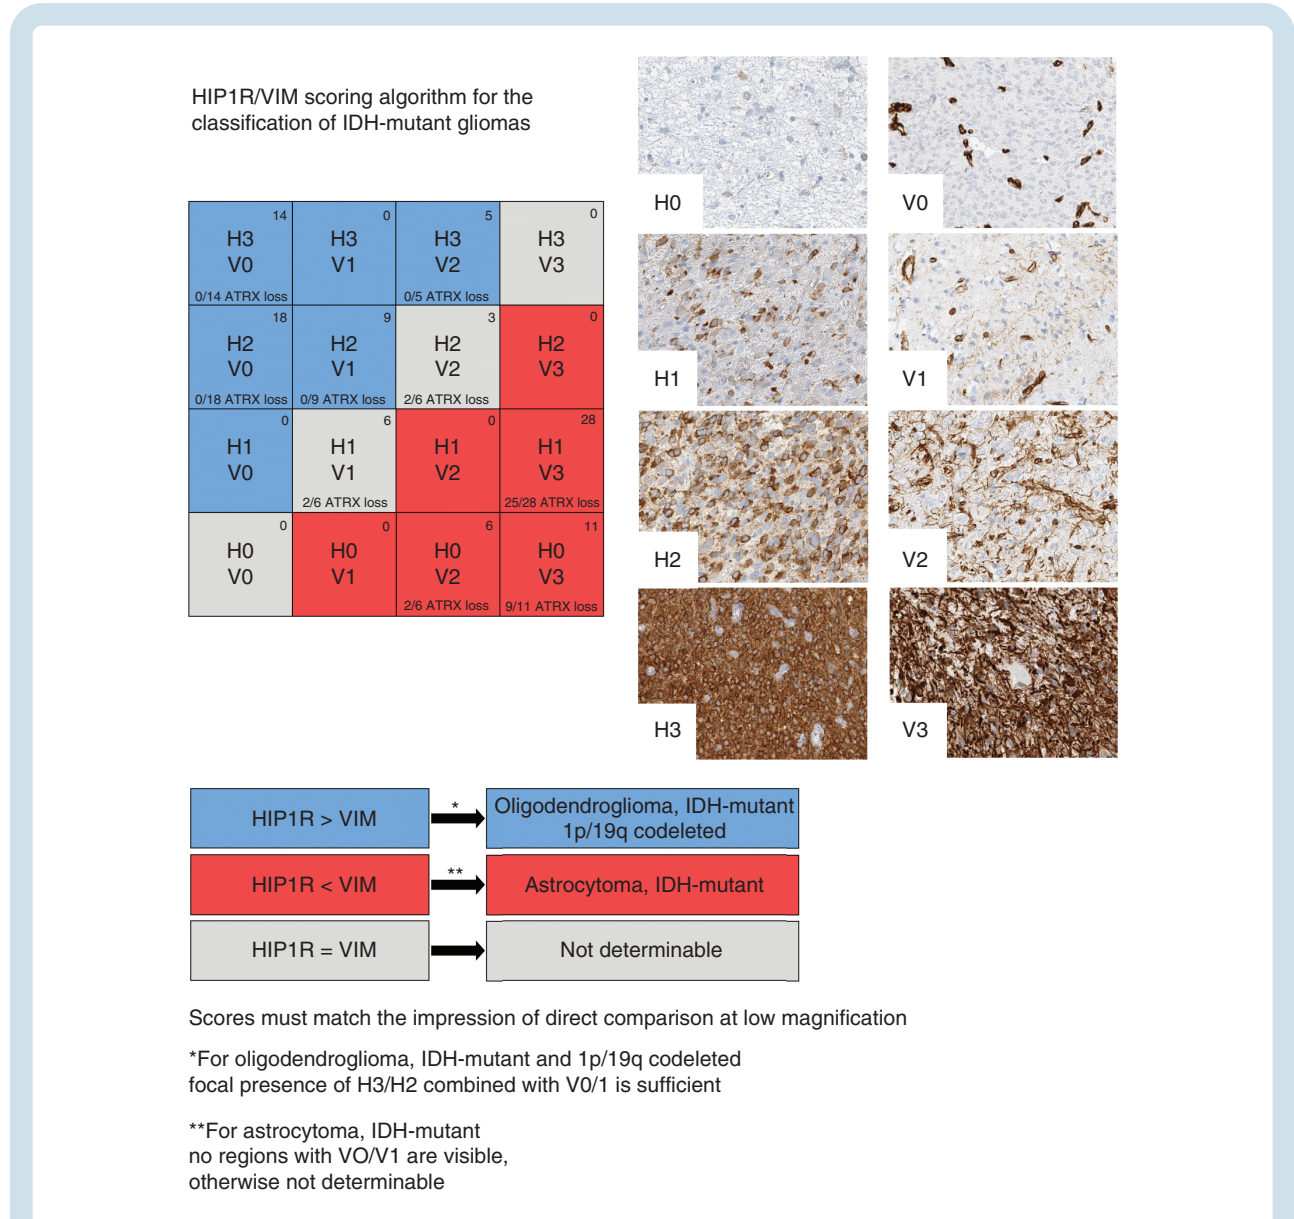 HIP1R/VIM scoring algorithm for the
classification of IDH-mutant gliomas
14
H3
V0
0/14 ATRX loss
0
H3
V1
5
H3
V2
0/5 ATRX loss
0
H3
V3
18
H2
V0
0/18 ATRX loss
9
H2
V1
0/9 ATRX loss
3
H2
V2
2/6 ATRX loss
0
H2
V3
0
H1
V0
6
H1
V1
2/6 ATRX loss
0
H1
V2
28
H1
V3
25/28 ATRX loss
0
H0
V0
0
H0
V1
6
H0
V2
2/6 ATRX loss
11
H0
V3
9/11 ATRX loss
H0
V0
H1
V1
H2
V2
H3
V3
HIP1R > VIM
*
Oligodendroglioma, IDH-mutant
1p/19q codeleted
HIP1R < VIM
**
Astrocytoma, IDH-mutant
HIP1R = VIM
Not determinable
Scores must match the impression of direct comparison at low magnification
*For oligodendroglioma, IDH-mutant and 1p/19q codeleted
focal presence of H3/H2 combined with V0/1 is sufficient
**For astrocytoma, IDH-mutant
no regions with VO/V1 are visible,
otherwise not determinable